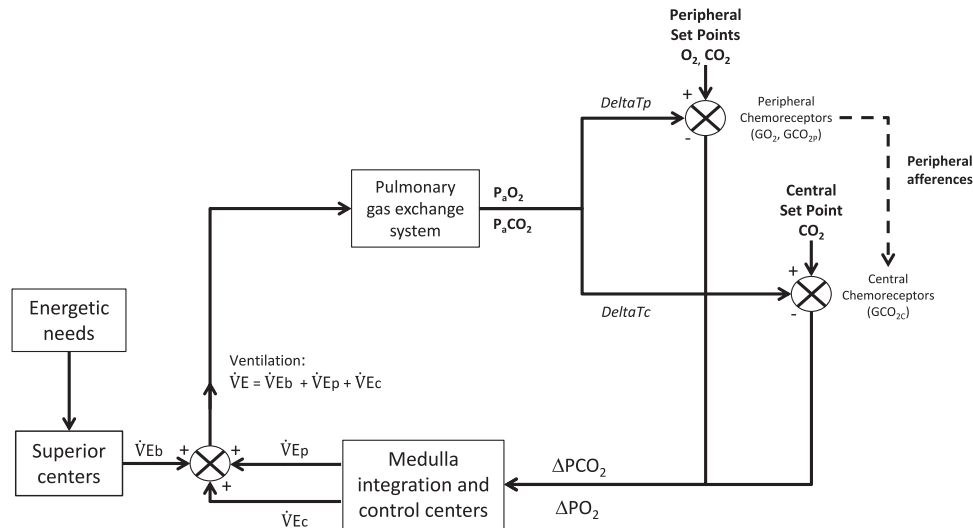 Peripheral
Set Points
O₂, CO₂
+
-
DeltaTp
Peripheral
Chemoreceptors
(GO₂, GCO₂ₚ)
Peripheral
afferences
Pulmonary
gas exchange
system
PₐO₂
PₐCO₂
Central
Set Point
CO₂
+
-
DeltaTc
Central
Chemoreceptors
(GCO₂C)
Energetic
needs
Ventilation:
V̇E = V̇Eb + V̇Ep + V̇Ec
Superior
centers
V̇Eb
+
+
+
V̇Ep
V̇Ec
Medulla
integration and
control centers
ΔPCO₂
ΔPO₂